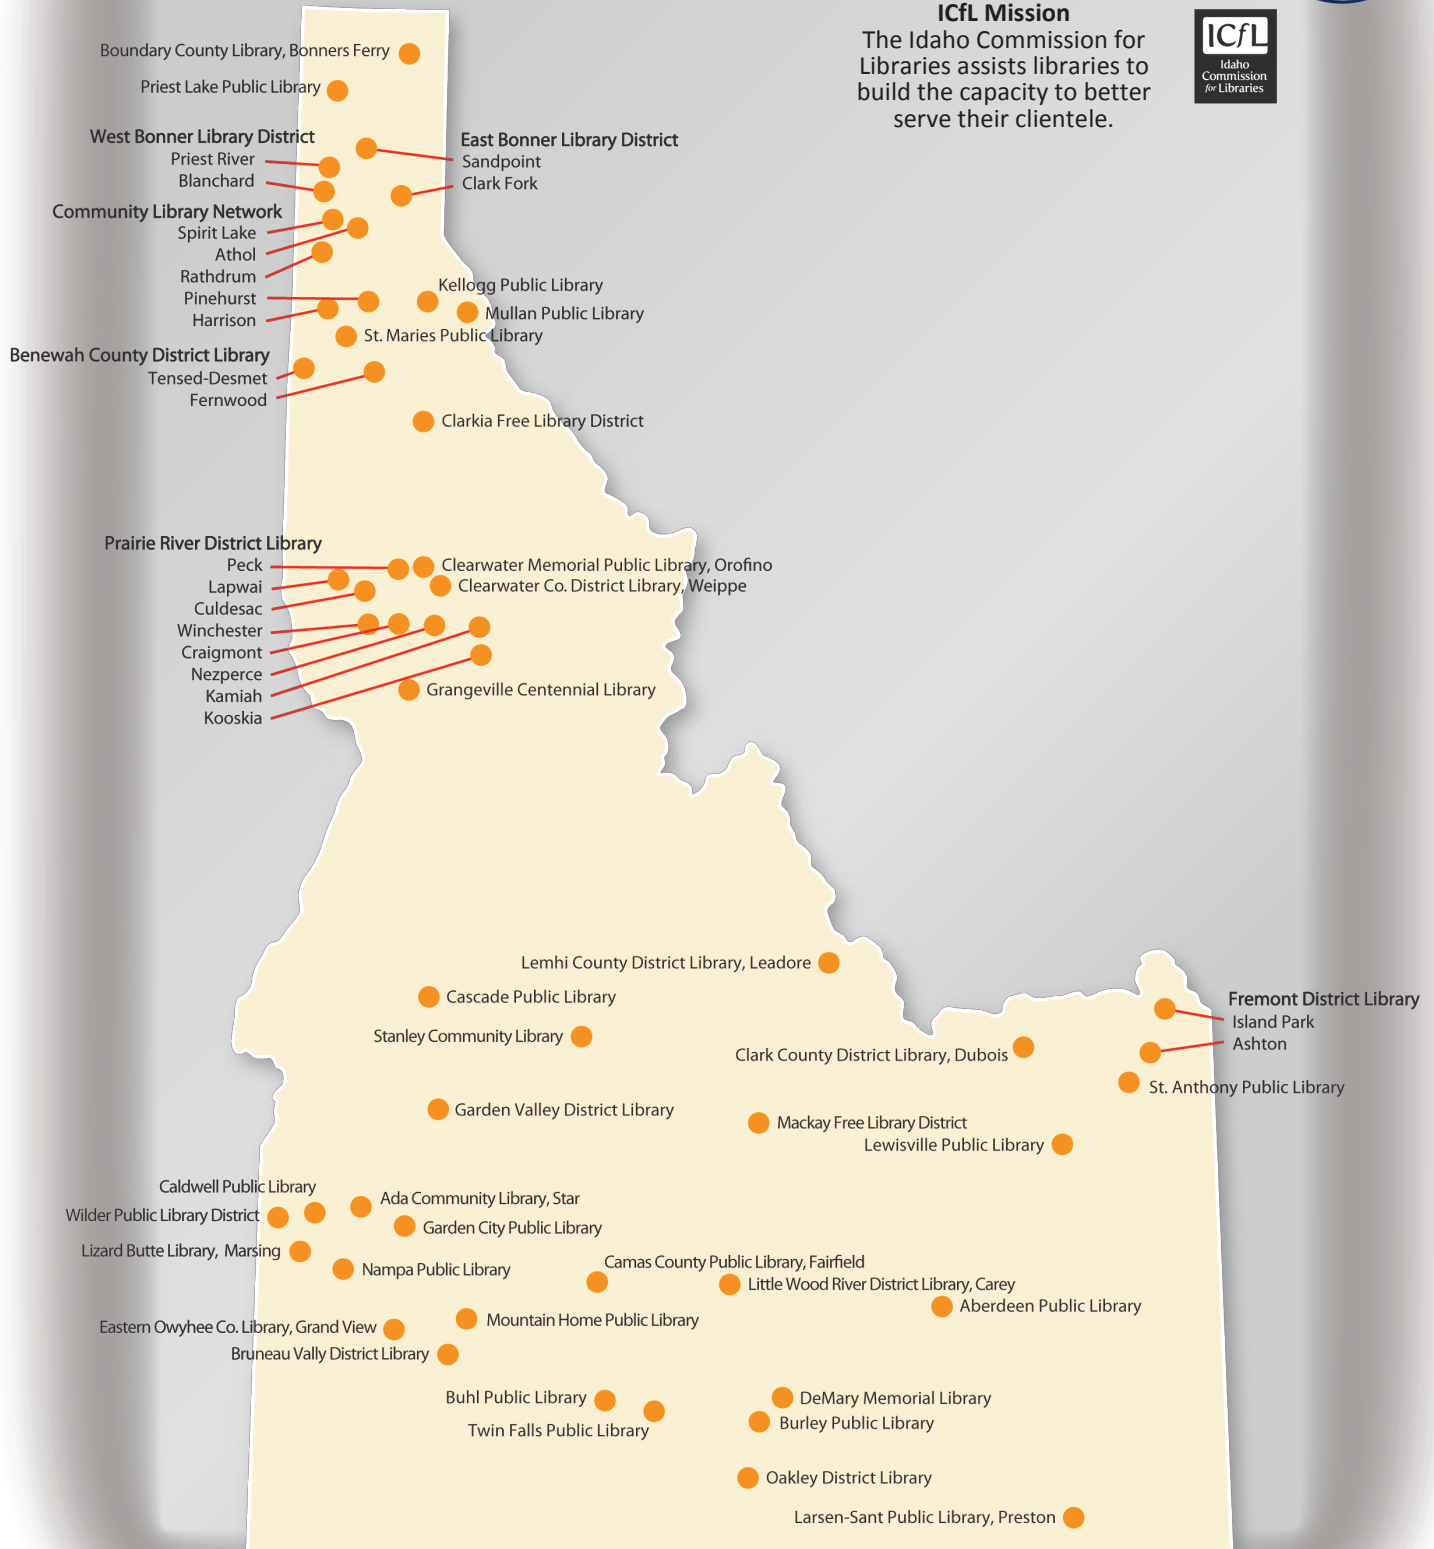 ICfL Mission
The Idaho Commission for
Libraries assists libraries to
build the capacity to better
serve their clientele.
ICfL
Idaho
Commission
for Libraries
Boundary County Library, Bonners Ferry
Priest Lake Public Library
West Bonner Library District
Priest River
Blanchard
East Bonner Library District
Sandpoint
Clark Fork
Community Library Network
Spirit Lake
Athol
Rathdrum
Pinehurst
Harrison
Kellogg Public Library
Mullan Public Library
St. Maries Public Library
Benewah County District Library
Tensed-Desmet
Fernwood
Clarkia Free Library District
Prairie River District Library
Peck
Lapwai
Culdesac
Winchester
Craigmont
Nezperce
Kamiah
Kooskia
Clearwater Memorial Public Library, Orofino
Clearwater Co. District Library, Weippe
Grangeville Centennial Library
Lemhi County District Library, Leadore
Cascade Public Library
Stanley Community Library
Fremont District Library
Island Park
Ashton
Clark County District Library, Dubois
St. Anthony Public Library
Garden Valley District Library
Mackay Free Library District
Lewisville Public Library
Caldwell Public Library
Ada Community Library, Star
Wilder Public Library District
Garden City Public Library
Lizard Butte Library, Marsing
Nampa Public Library
Camas County Public Library, Fairfield
Little Wood River District Library, Carey
Aberdeen Public Library
Mountain Home Public Library
Eastern Owyhee Co. Library, Grand View
Bruneau Vally District Library
Buhl Public Library
Twin Falls Public Library
DeMary Memorial Library
Burley Public Library
Oakley District Library
Larsen-Sant Public Library, Preston